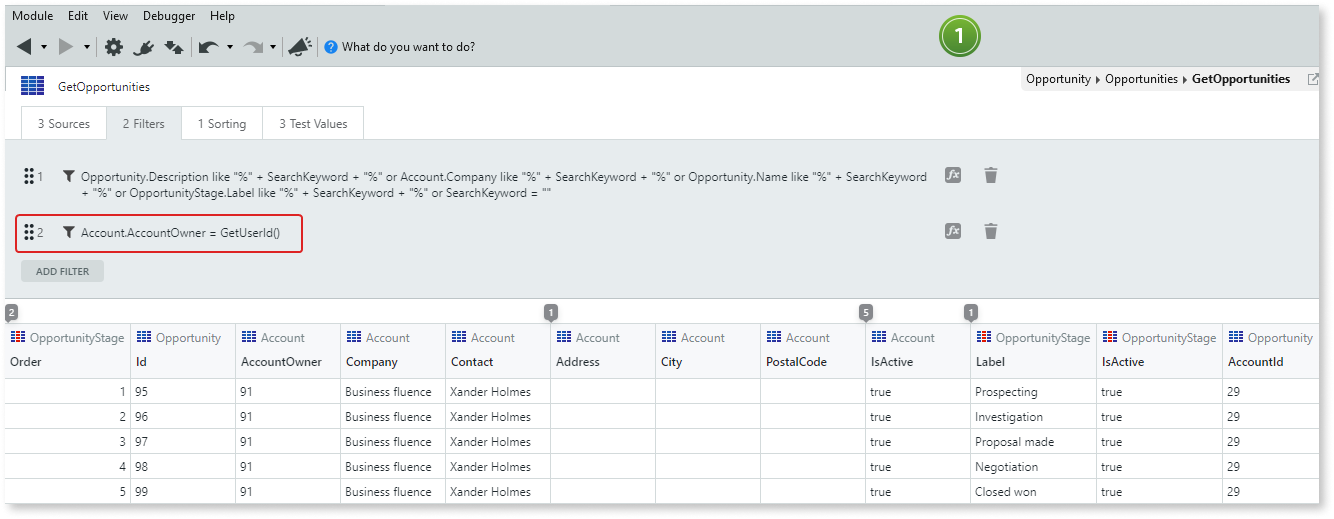 Module Edit View Debugger Help
1
? What do you want to do?
GetOpportunities
Opportunity Opportunities GetOpportunities
3 Sources 2 Filters 1 Sorting 3 Test Values
1 Opportunity.Description like "%" + SearchKeyword + "%" or Account.Company like "%" + SearchKeyword + "%" or Opportunity.Name like "%" + SearchKeyword fx
+ "%" or OpportunityStage.Label like "%" + SearchKeyword + "%" or SearchKeyword = ""
2 Account.AccountOwner = GetUserId() fx
ADD FILTER
2 1 5 1
OpportunityStage Opportunity Account Account Account Account Account Account Account OpportunityStage OpportunityStage Opportunity
Order Id AccountOwner Company Contact Address City PostalCode IsActive Label IsActive AccountId
1 95 91 Business fluence Xander Holmes true Prospecting true 29
2 96 91 Business fluence Xander Holmes true Investigation true 29
3 97 91 Business fluence Xander Holmes true Proposal made true 29
4 98 91 Business fluence Xander Holmes true Negotiation true 29
5 99 91 Business fluence Xander Holmes true Closed won true 29